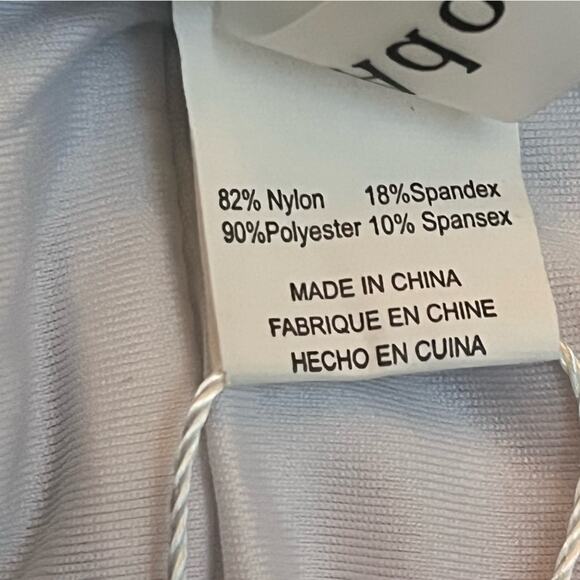 82% Nylon 18%Spandex
90%Polyester 10% Spansex
MADE IN CHINA
FABRIQUE EN CHINE
HECHO EN CUINA